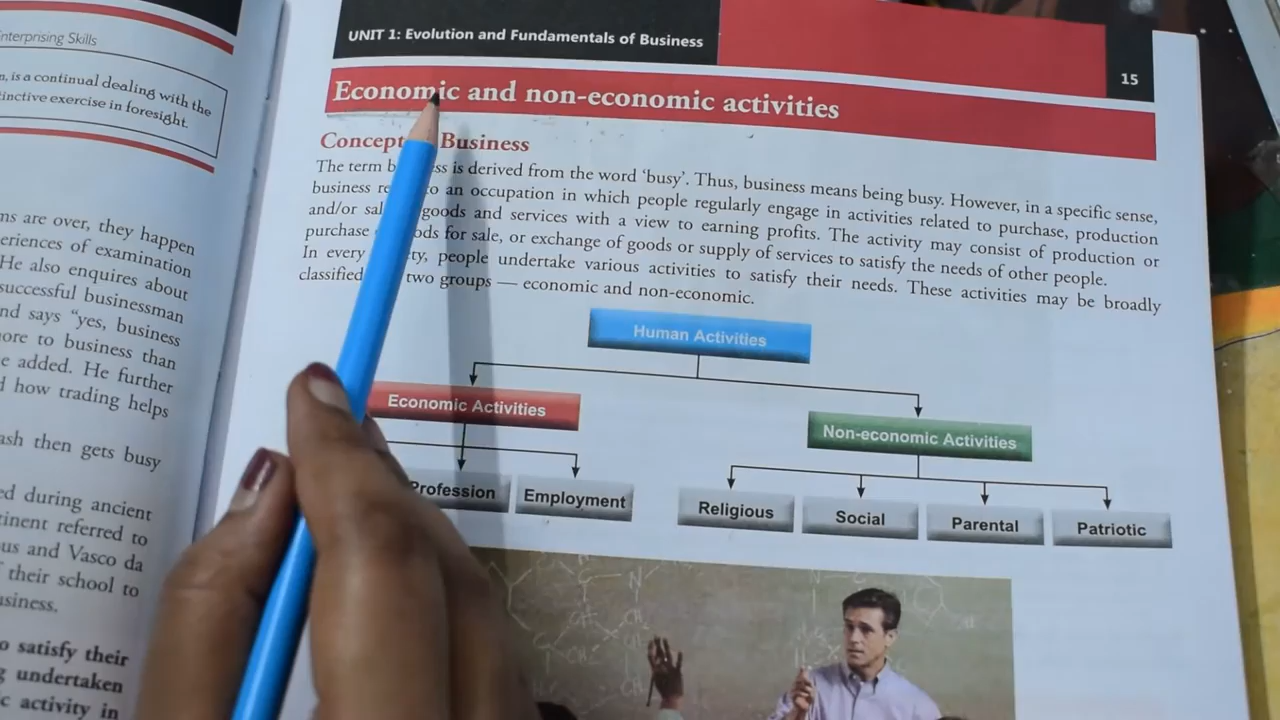 nterprising Skills
n, is a continual dealing with the
tinctive exercise in foresight.
ns are over, they happen
eriences of examination
He also enquires about
successful businessman
nd says "yes, business
ore to business than
e added. He further
d how trading helps
ash then gets busy
ed during ancient
tinent referred to
us and Vasco da
their school to
usiness.
o satisfy their
g undertaken
c activity in
UNIT 1: Evolution and Fundamentals of Business
15
Economic and non-economic activities
Concept Business
The term b ss is derived from the word 'busy'. Thus, business means being busy. However, in a specific sense,
business re to an occupation in which people regularly engage in activities related to purchase, production
and/or sal goods and services with a view to earning profits. The activity may consist of production or
purchase ods for sale, or exchange of goods or supply of services to satisfy the needs of other people.
In every ty, people undertake various activities to satisfy their needs. These activities may be broadly
classified two groups — economic and non-economic.
Human Activities
Economic Activities
Non-economic Activities
Profession
Employment
Religious
Social
Parental
Patriotic